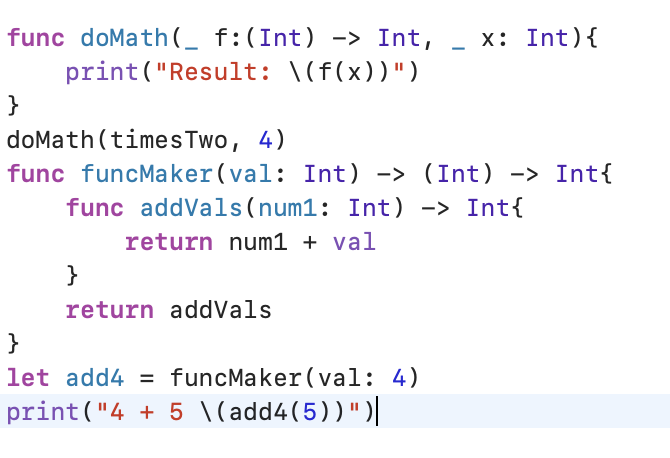 func doMath(_ f:(Int) -> Int, _ x: Int){
    print("Result: \(f(x))")
}
doMath(timesTwo, 4)
func funcMaker(val: Int) -> (Int) -> Int{
    func addVals(num1: Int) -> Int{
        return num1 + val
    }
    return addVals
}
let add4 = funcMaker(val: 4)
print("4 + 5 \(add4(5))")